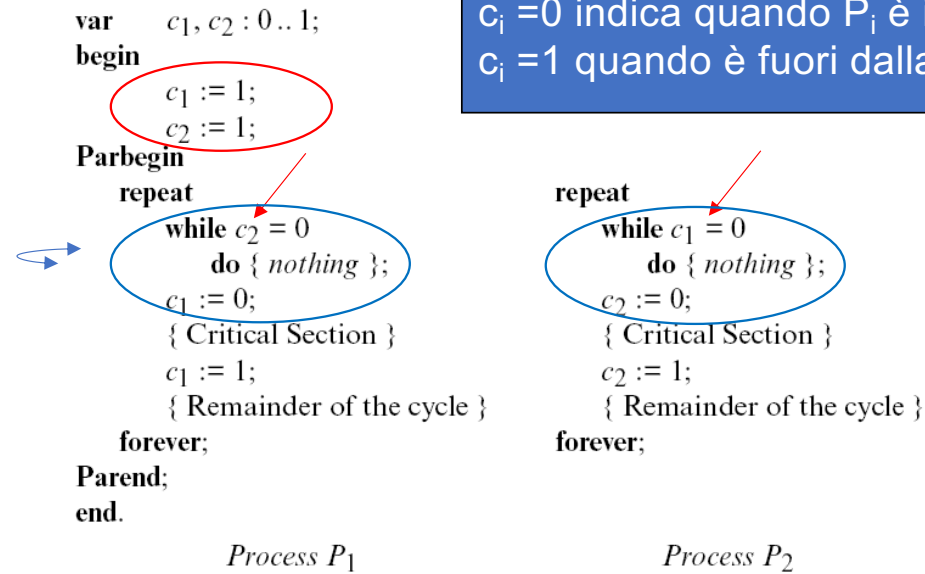 var c₁, c₂ : 0 .. 1;
begin
c₁ := 1;
c₂ := 1;
Parbegin
cᵢ =0 indica quando Pᵢ è
cᵢ =1 quando è fuori dalla
repeat
while c₂ = 0
do { nothing };
c₁ := 0;
{ Critical Section }
c₁ := 1;
{ Remainder of the cycle }
forever;
Parend;
end.
Process P₁
repeat
while c₁ = 0
do { nothing };
c₂ := 0;
{ Critical Section }
c₂ := 1;
{ Remainder of the cycle }
forever;
Process P₂